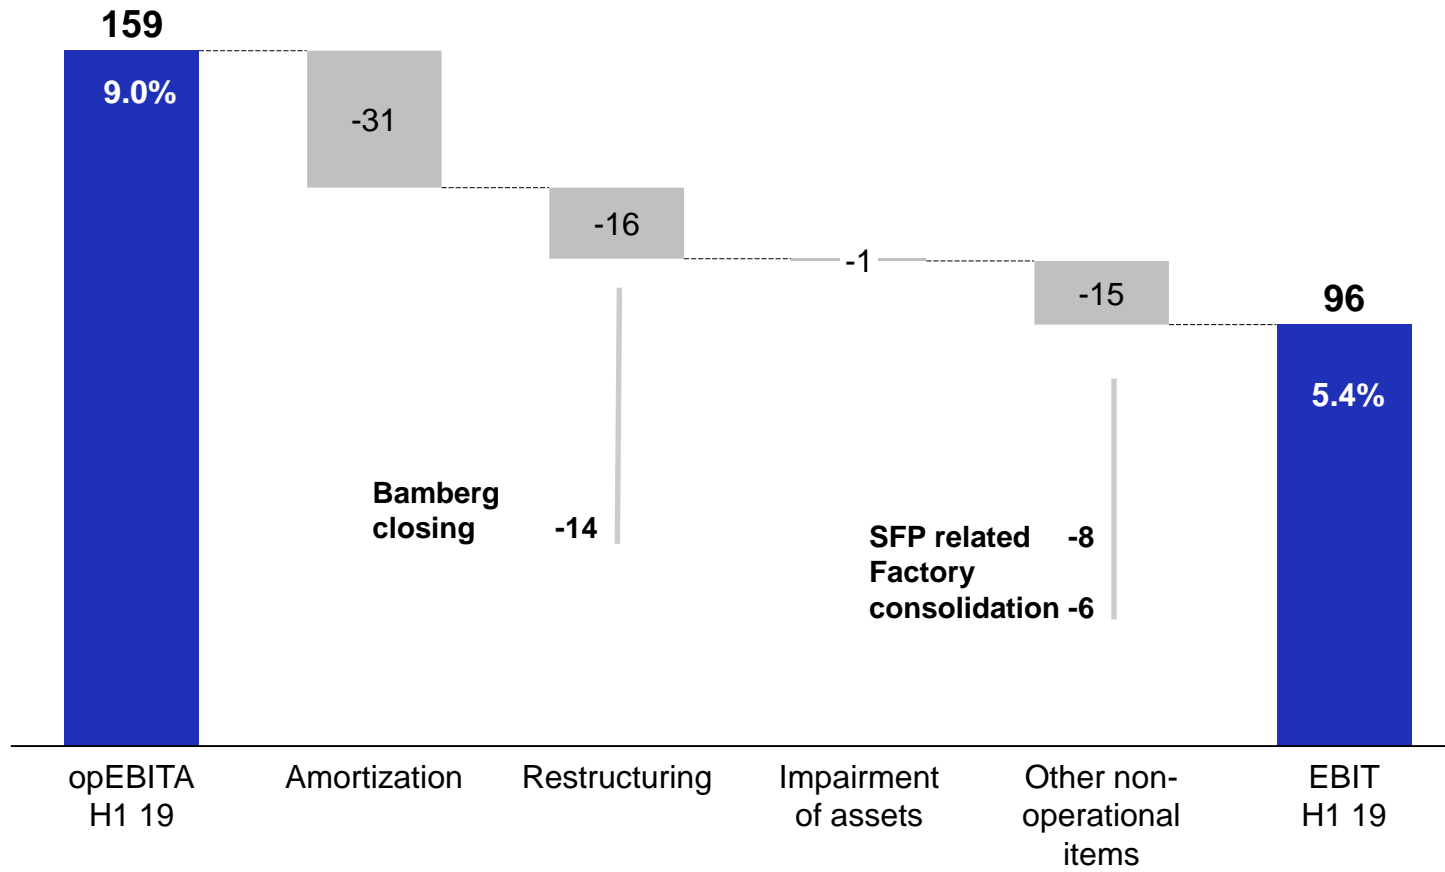 159
9.0%
-31
-16
-1
-15
96
5.4%
Bamberg
closing -14
SFP related -8
Factory
consolidation -6
opEBITA
H1 19
Amortization
Restructuring
Impairment
of assets
Other non-
operational
items
EBIT
H1 19